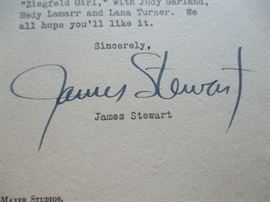 "Ziegfeld Girl," with Judy Garland,
Hedy Lamarr and Lana Turner. We
all hope you'll like it.
Sincerely,
James Stewart
James Stewart
MAYER STUDIOS.